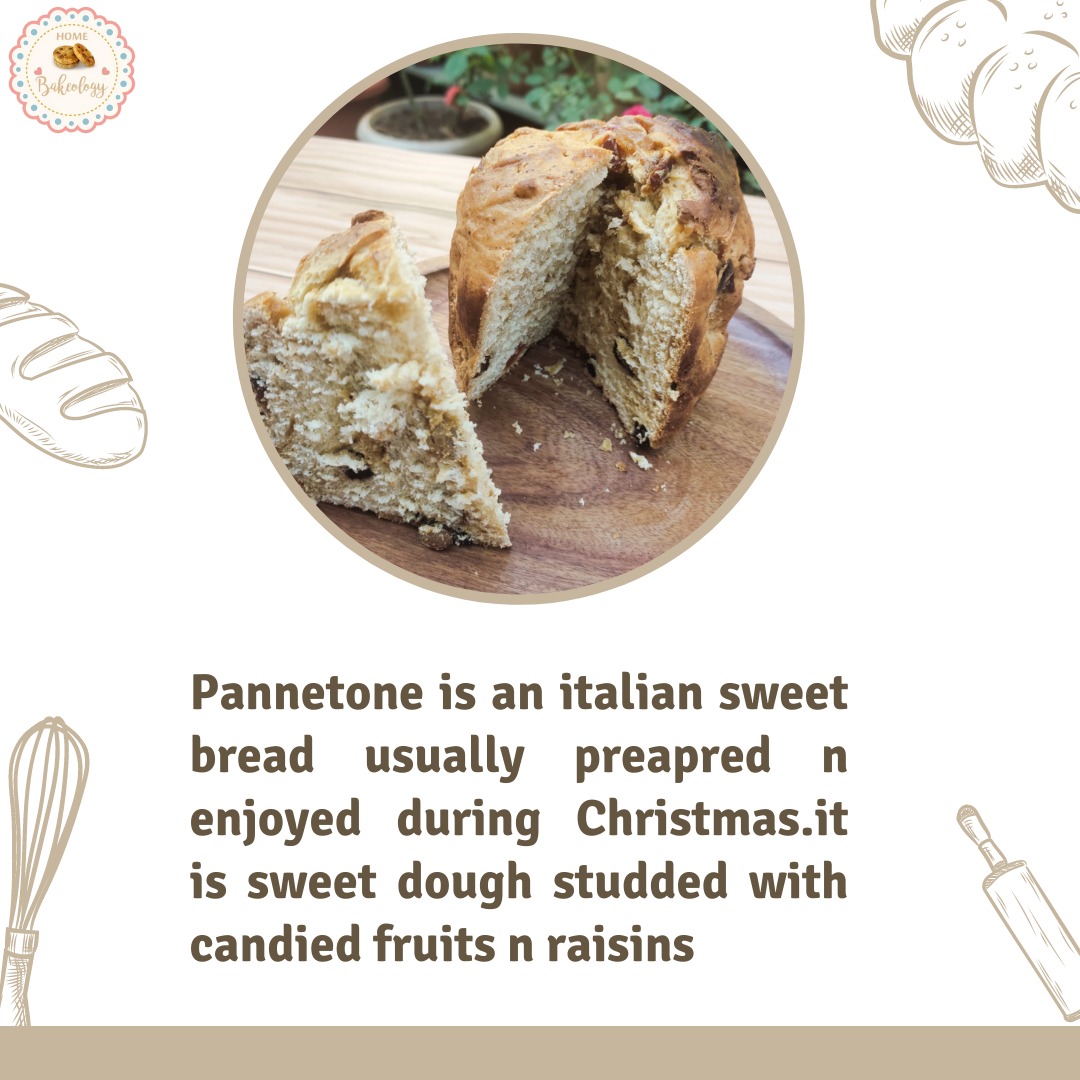 HOME
Bakeology
Pannetone is an italian sweet
bread usually preapred n
enjoyed during Christmas.it
is sweet dough studded with
candied fruits n raisins